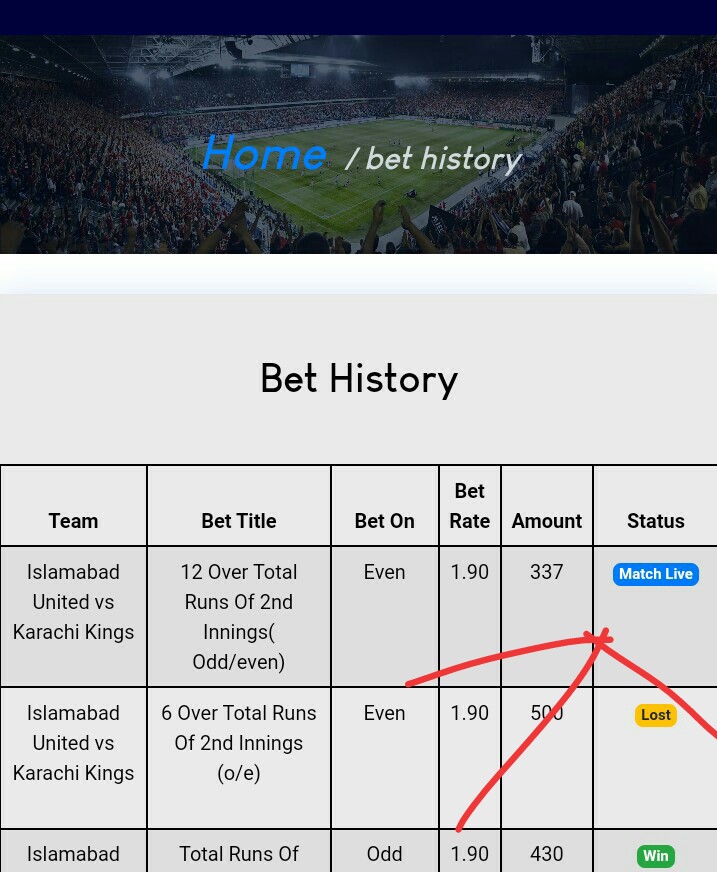 Home / bet history
Bet History
Team Bet Title Bet On Bet Rate Amount Status
Islamabad United vs Karachi Kings 12 Over Total Runs Of 2nd Innings( Odd/even) Even 1.90 337 Match Live
Islamabad United vs Karachi Kings 6 Over Total Runs Of 2nd Innings (o/e) Even 1.90 500 Lost
Islamabad Total Runs Of Odd 1.90 430 Win